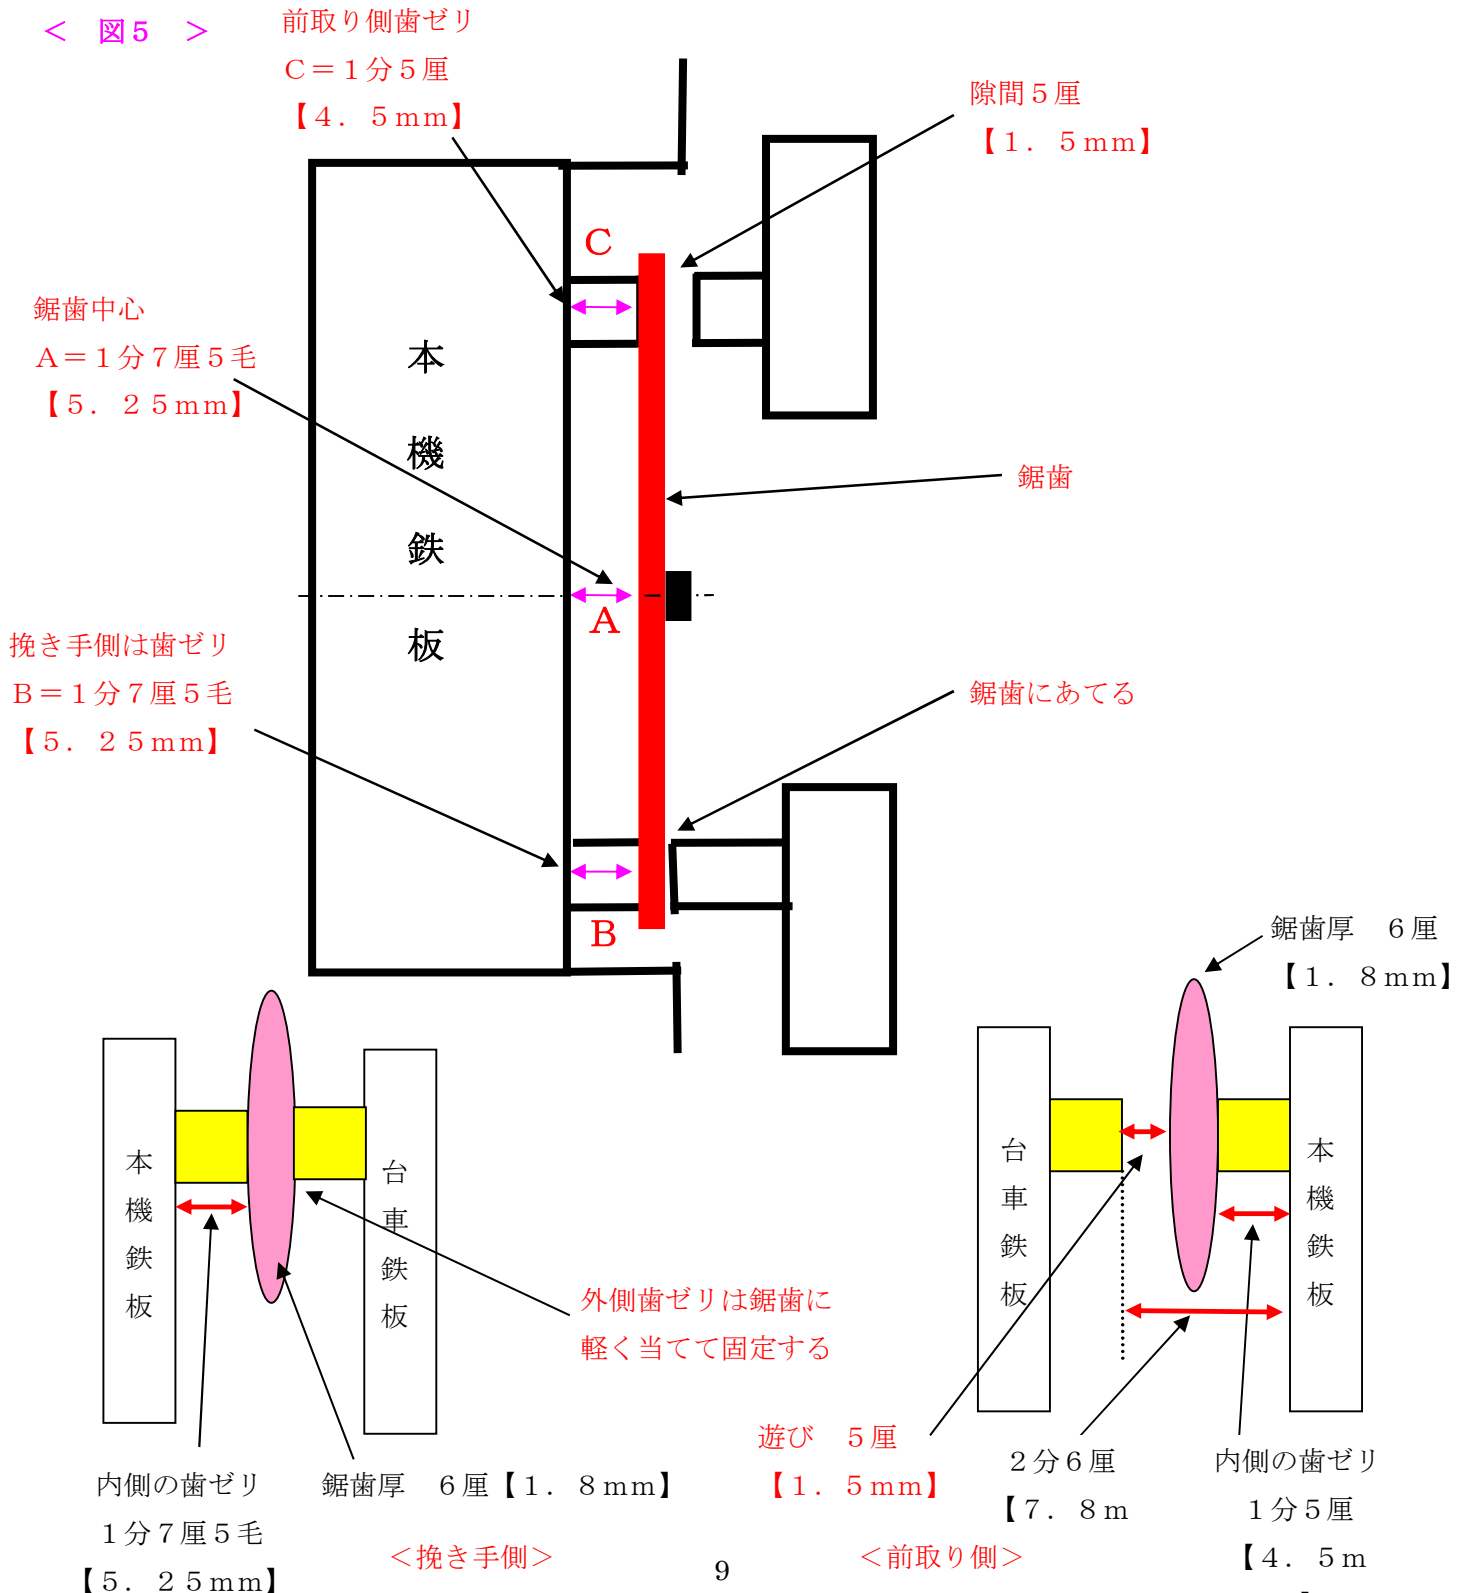 ＜　図５　＞
前取り側歯ゼリ
Ｃ＝１分５厘
【４．５ｍｍ】
隙間５厘
【１．５ｍｍ】
Ｃ
鋸歯中心
Ａ＝１分７厘５毛
【５．２５ｍｍ】
本
機
鉄
板
鋸歯
Ａ
挽き手側は歯ゼリ
Ｂ＝１分７厘５毛
【５．２５ｍｍ】
鋸歯にあてる
Ｂ
鋸歯厚　６厘
【１．８ｍｍ】
本
機
鉄
板
台
車
鉄
板
台
車
鉄
板
本
機
鉄
板
外側歯ゼリは鋸歯に
軽く当てて固定する
内側の歯ゼリ
１分７厘５毛
【５．２５ｍｍ】
鋸歯厚　６厘【１．８ｍｍ】
遊び　５厘
【１．５ｍｍ】
２分６厘
【７．８ｍ
内側の歯ゼリ
１分５厘
【４．５ｍ
＜挽き手側＞
9
＜前取り側＞